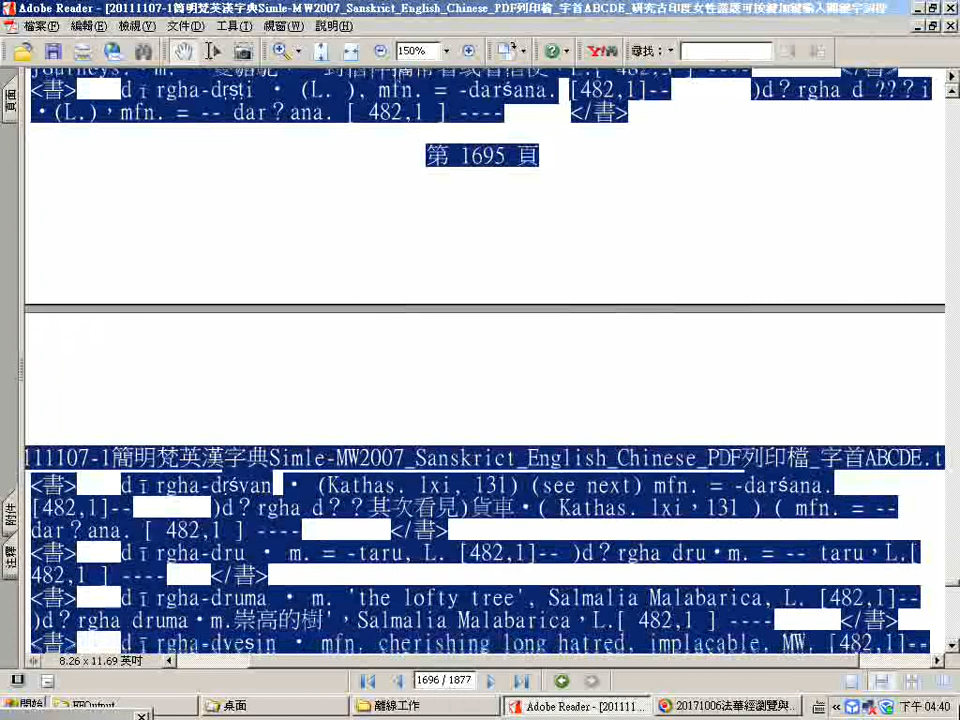 Adobe Reader - [20111107-1簡明梵英漢字典Simle-MW2007_Sanskrict_English_Chinese_PDF列印檔_字首ABCDE_研究古印度女性議題可按鍵加鍵輸入關鍵字詞搜
檔案(F) 編輯(E) 檢視(V) 文件(D) 工具(T) 視窗(W) 說明(H)
150% 尋找:
頁面
<書> dīrgha-dṛṣṭi ‧ (L. ), mfn. = -darśana. [482,1]-- )d?rgha d ???i
‧(L.),mfn. = -- dar?ana. [ 482,1 ] ---- </書>
第 1695 頁
111107-1簡明梵英漢字典Simle-MW2007_Sanskrict_English_Chinese_PDF列印檔_字首ABCDE.t
<書> dīrgha-dṛśvan ‧ (Kathas. lxi, 131) (see next) mfn. = -darśana.
[482,1]-- )d?rgha d??其次看見)貨車‧( Kathas. lxi,131 ) ( mfn. = --
dar?ana. [ 482,1 ] ---- </書>
<書> dīrgha-dru ‧ m. = -taru, L. [482,1]-- )d?rgha dru‧m. = -- taru,L.[
482,1 ] ---- </書>
<書> dīrgha-druma ‧ m. 'the lofty tree', Salmalia Malabarica, L. [482,1]--
)d?rgha druma‧m.崇高的樹',Salmalia Malabarica,L.[ 482,1 ] ---- </書>
<書> dīrgha-dveṣin ‧ mfn. cherishing long hatred, implacable, MW. [482,1]--
附件
注釋
8.26 x 11.69 英吋
1696 / 1877
開始 FFOutput 桌面 離線工作 Adobe Reader - [20111... 20171006法華經瀏覽與... 下午 04:40